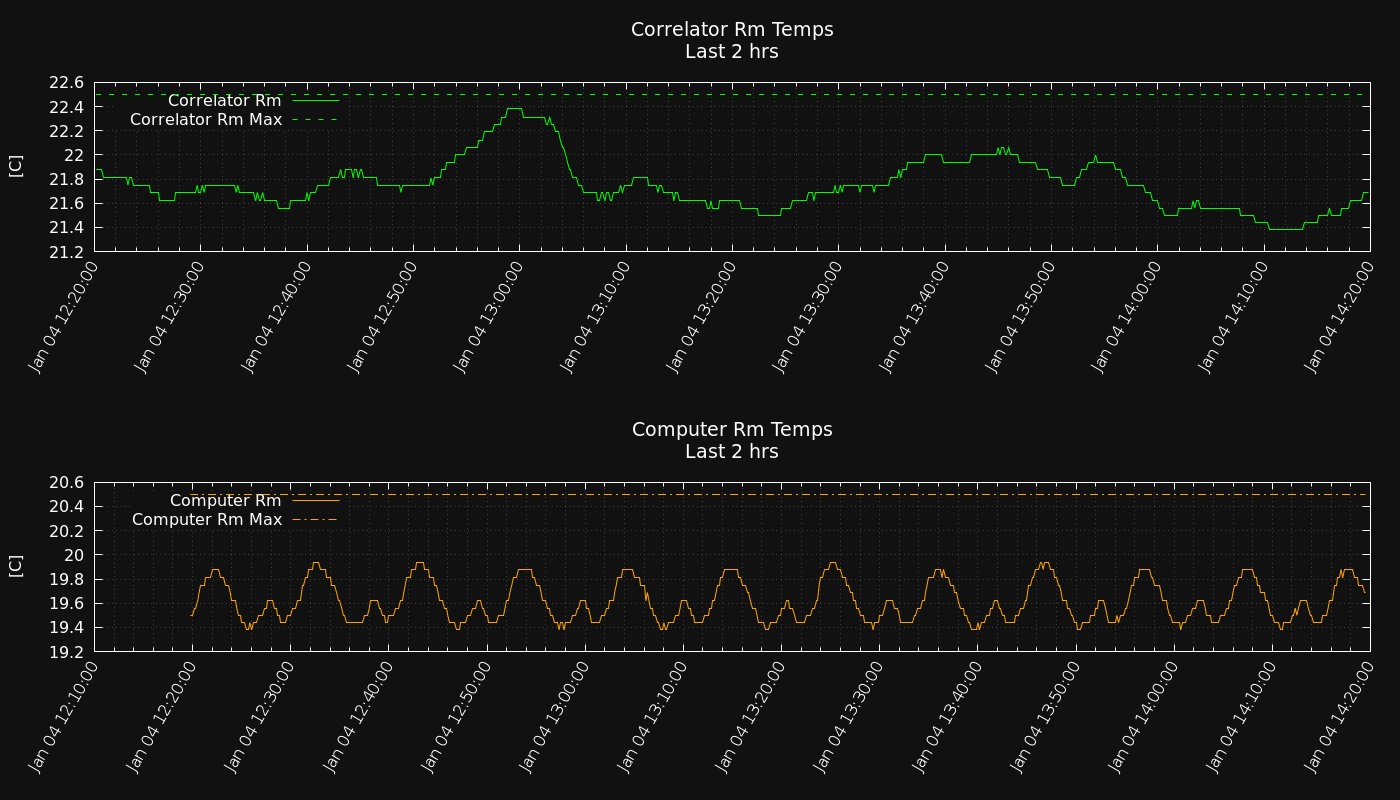 Correlator Rm Temps
Last 2 hrs
22.6
22.4
22.2
22
21.8
21.6
21.4
21.2
[C]
Correlator Rm
Correlator Rm Max
Jan 04 12:20:00
Jan 04 12:30:00
Jan 04 12:40:00
Jan 04 12:50:00
Jan 04 13:00:00
Jan 04 13:10:00
Jan 04 13:20:00
Jan 04 13:30:00
Jan 04 13:40:00
Jan 04 13:50:00
Jan 04 14:00:00
Jan 04 14:10:00
Jan 04 14:20:00
Computer Rm Temps
Last 2 hrs
20.6
20.4
20.2
20
19.8
19.6
19.4
19.2
[C]
Computer Rm
Computer Rm Max
Jan 04 12:10:00
Jan 04 12:20:00
Jan 04 12:30:00
Jan 04 12:40:00
Jan 04 12:50:00
Jan 04 13:00:00
Jan 04 13:10:00
Jan 04 13:20:00
Jan 04 13:30:00
Jan 04 13:40:00
Jan 04 13:50:00
Jan 04 14:00:00
Jan 04 14:10:00
Jan 04 14:20:00